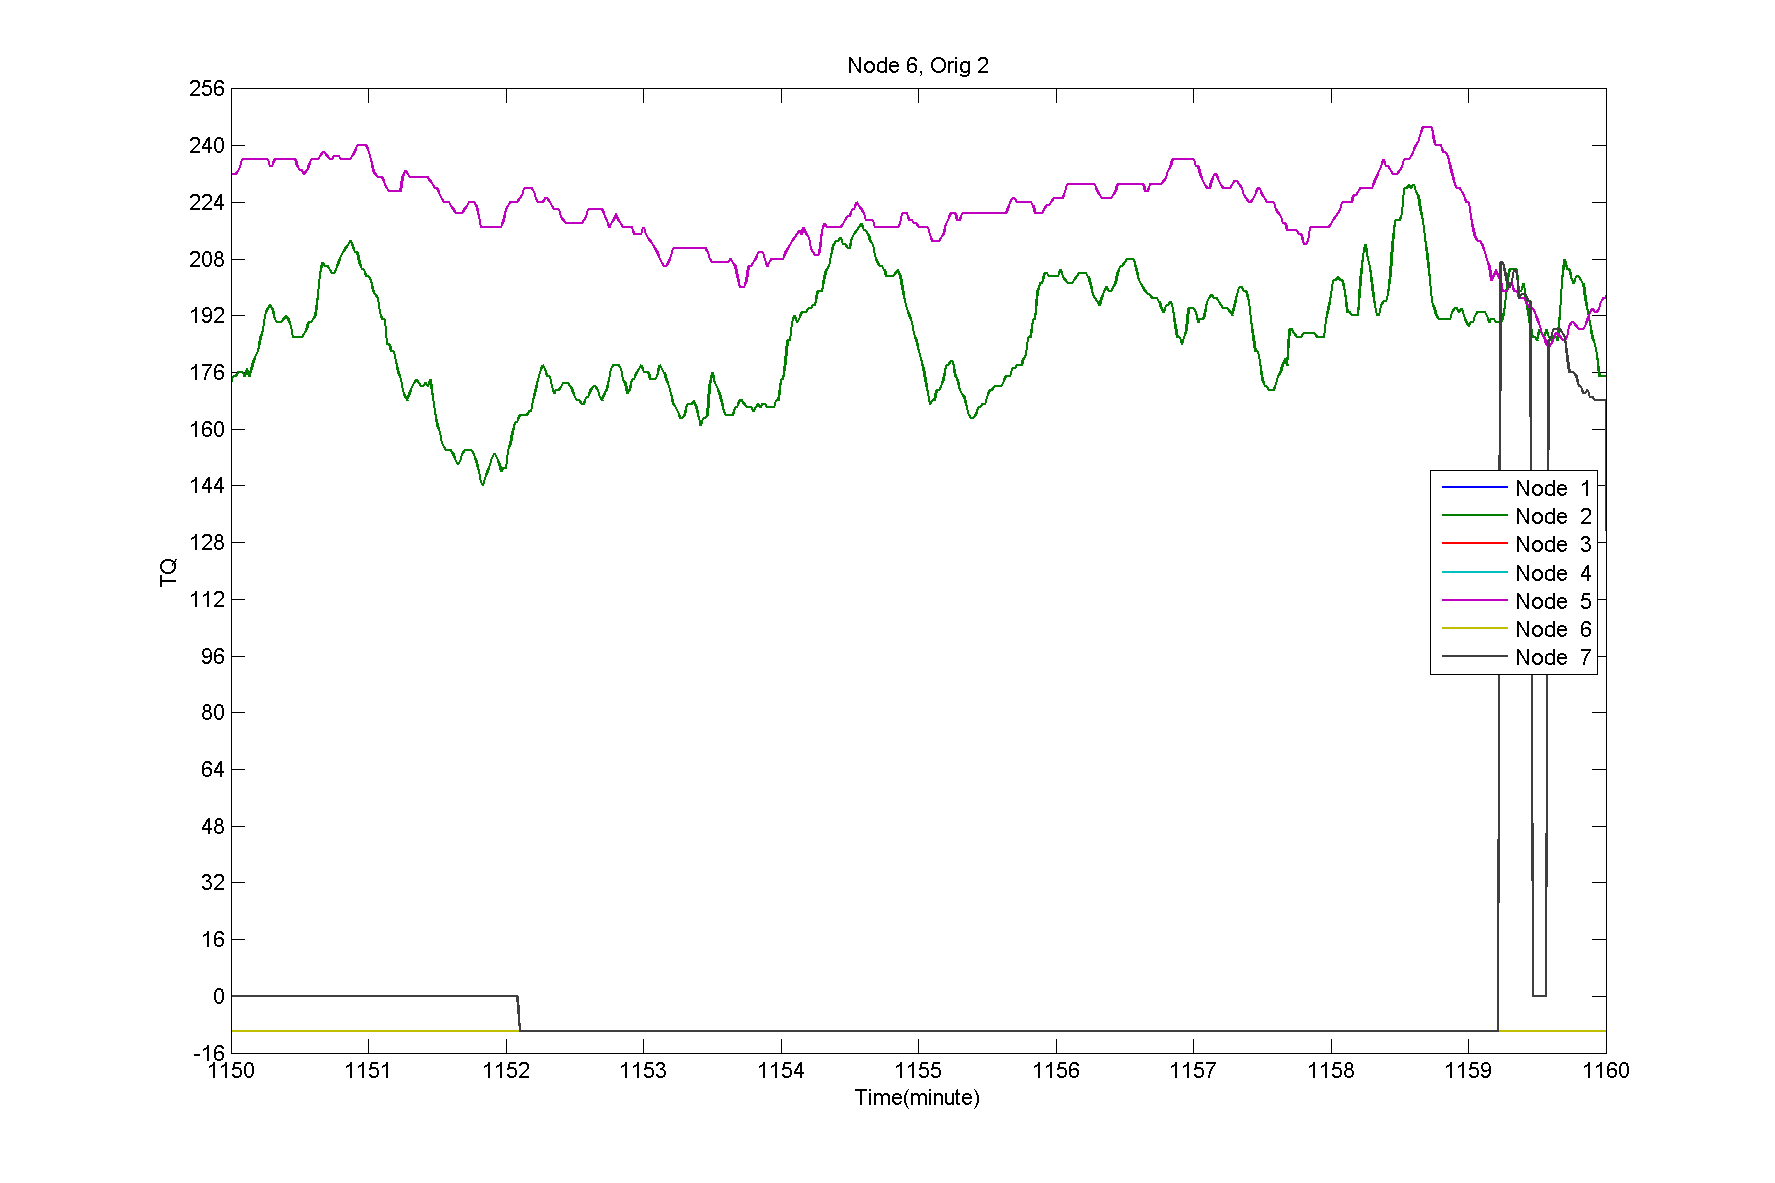 Node 6, Orig 2
256
240
224
208
192
176
160
144
128
112
96
80
64
48
32
16
0
-16
TQ
Node 1
Node 2
Node 3
Node 4
Node 5
Node 6
Node 7
1150 1151 1152 1153 1154 1155 1156 1157 1158 1159 1160
Time(minute)